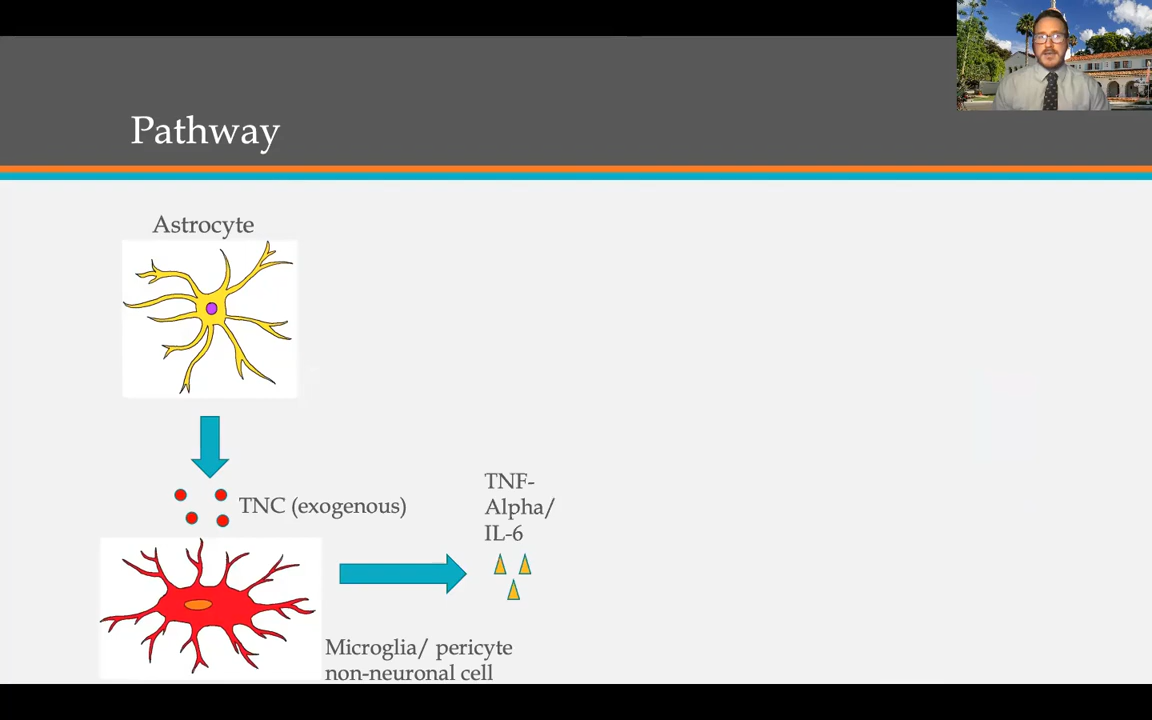 Pathway
Astrocyte
TNC (exogenous)
TNF-
Alpha/
IL-6
Microglia/ pericyte
non-neuronal cell